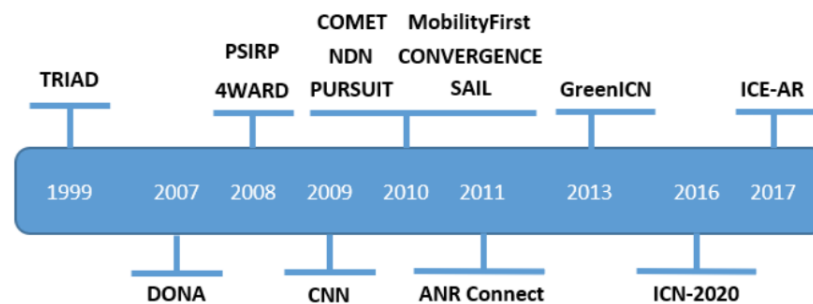 COMET MobilityFirst
PSIRP NDN CONVERGENCE
TRIAD 4WARD PURSUIT SAIL GreenICN ICE-AR
1999 2007 2008 2009 2010 2011 2013 2016 2017
DONA CNN ANR Connect ICN-2020